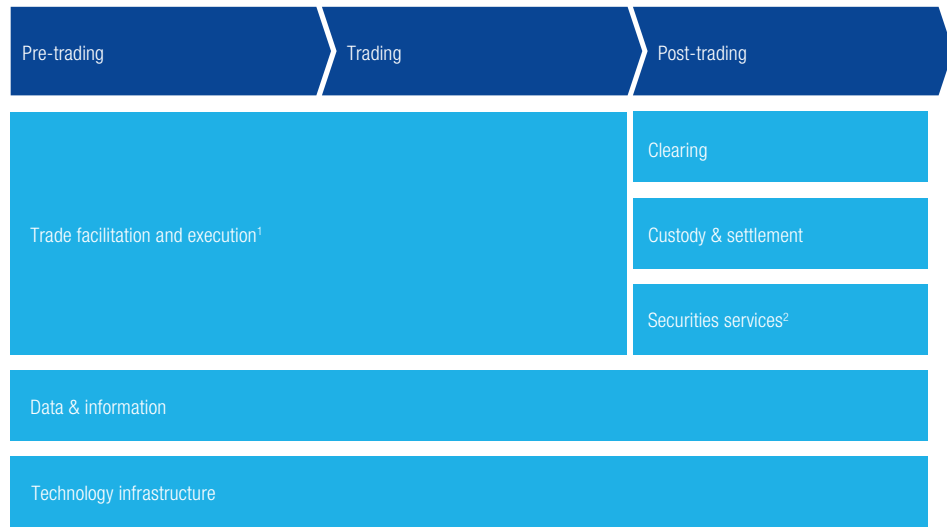 Pre-trading
Trading
Post-trading
Trade facilitation and execution¹
Clearing
Custody & settlement
Securities services²
Data & information
Technology infrastructure